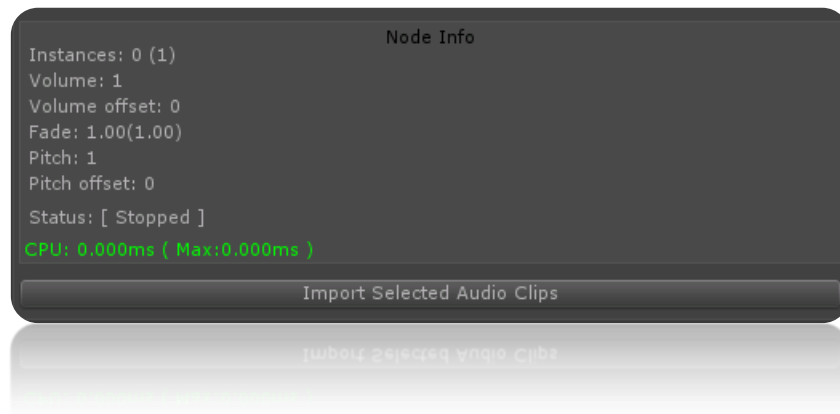 Node Info
Instances: 0 (1)
Volume: 1
Volume offset: 0
Fade: 1.00(1.00)
Pitch: 1
Pitch offset: 0
Status: [ Stopped ]
CPU: 0.000ms ( Max:0.000ms )
Import Selected Audio Clips